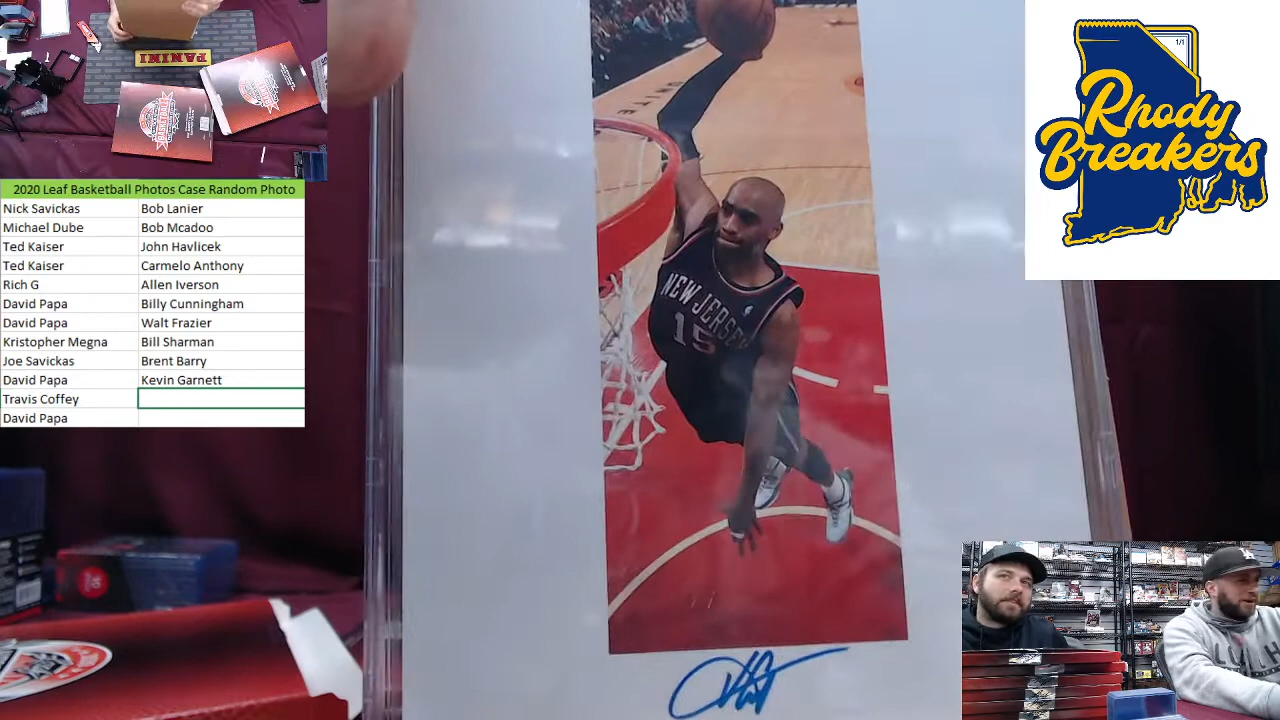 PANINI
2020 Leaf Basketball Photos Case Random Photo
Nick Savickas Bob Lanier
Michael Dube Bob Mcadoo
Ted Kaiser John Havlicek
Ted Kaiser Carmelo Anthony
Rich G Allen Iverson
David Papa Billy Cunningham
David Papa Walt Frazier
Kristopher Megna Bill Sharman
Joe Savickas Brent Barry
David Papa Kevin Garnett
Travis Coffey
David Papa
NEW JERSEY
15
1/1
Rhody
Breakers